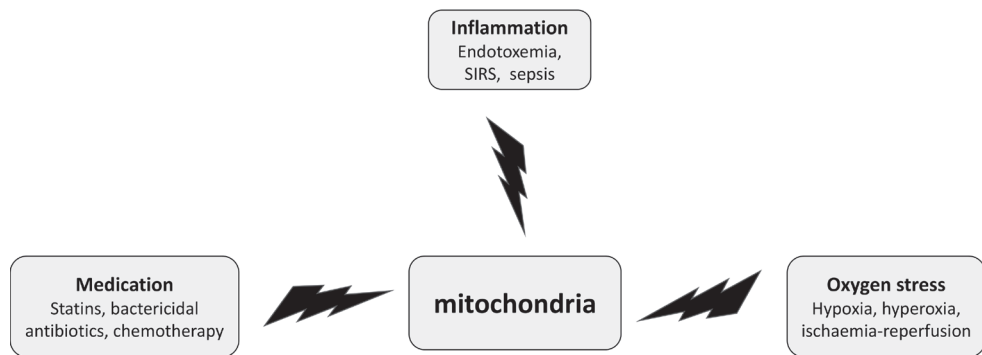 Inflammation
Endotoxemia,
SIRS, sepsis
Medication
Statins, bactericidal
antibiotics, chemotherapy
mitochondria
Oxygen stress
Hypoxia, hyperoxia,
ischaemia-reperfusion